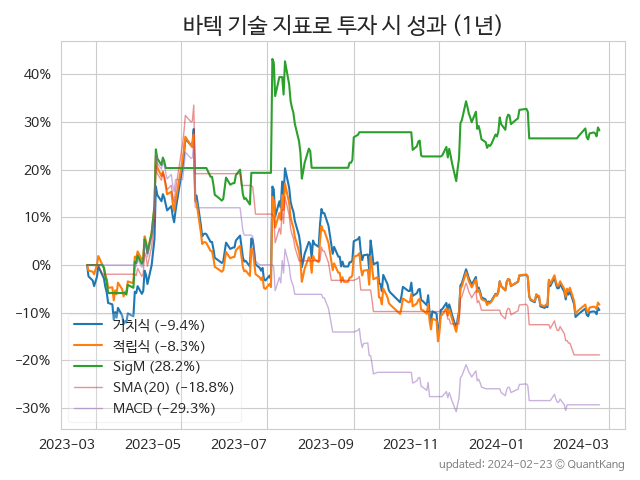 바텍 기술 지표로 투자 시 성과 (1년)
40%
30%
20%
10%
0%
−10%
−20%
−30%
거치식 (−9.4%)
적립식 (−8.3%)
SigM (28.2%)
SMA(20) (−18.8%)
MACD (−29.3%)
2023-03
2023-05
2023-07
2023-09
2023-11
2024-01
2024-03
updated: 2024-02-23 ⓒ QuantKang